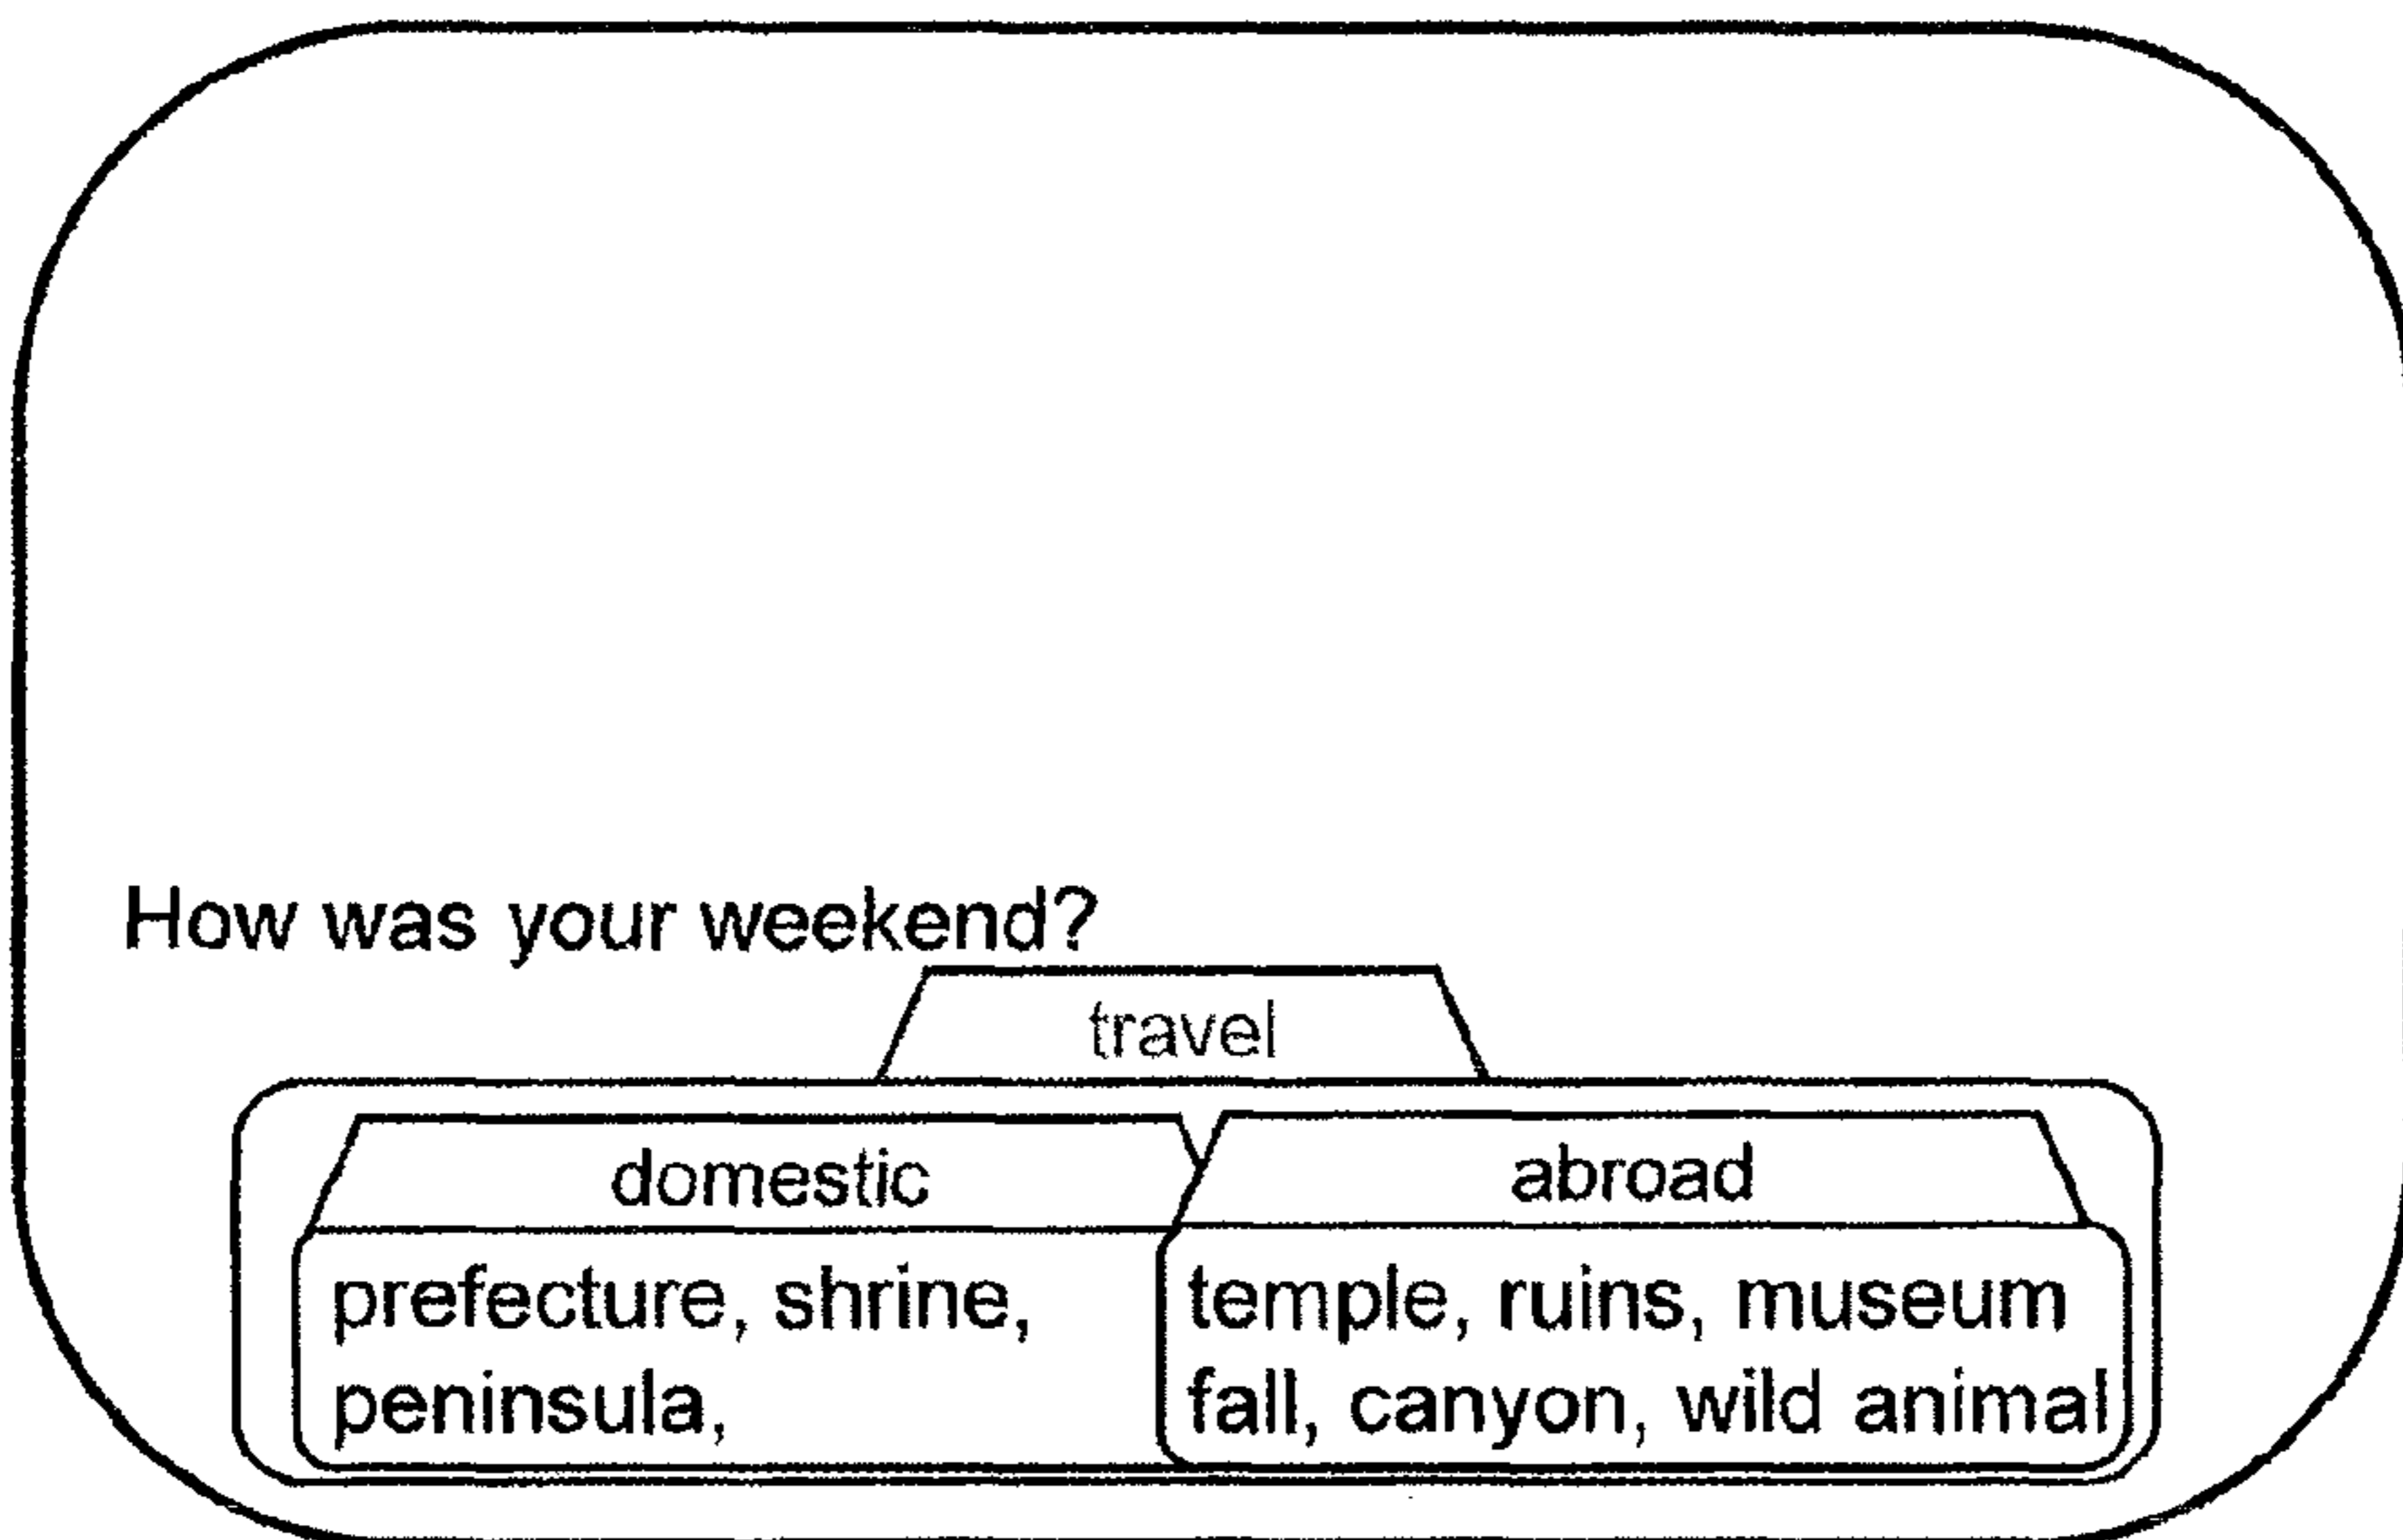 How was your weekend?
travel
domestic
prefecture, shrine,
peninsula,
abroad
temple, ruins, museum
fall, canyon, wild animal